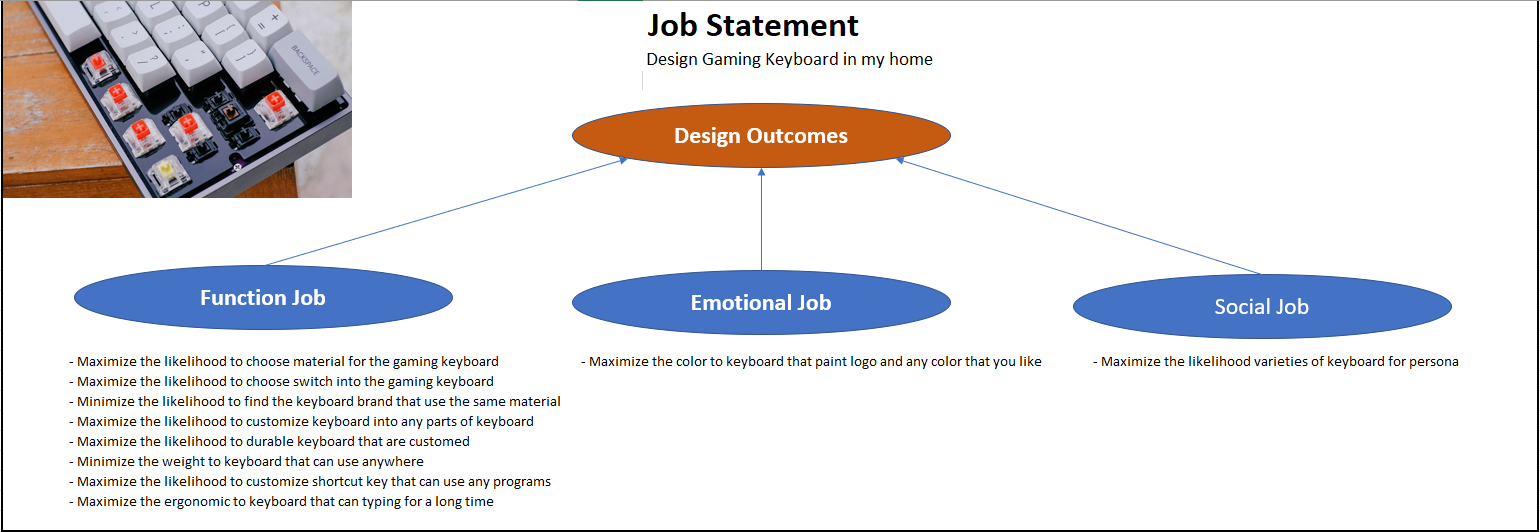 Job Statement
Design Gaming Keyboard in my home
BACKSPACE
Design Outcomes
Function Job
Emotional Job
Social Job
- Maximize the likelihood to choose material for the gaming keyboard
- Maximize the likelihood to choose switch into the gaming keyboard
- Minimize the likelihood to find the keyboard brand that use the same material
- Maximize the likelihood to customize keyboard into any parts of keyboard
- Maximize the likelihood to durable keyboard that are customed
- Minimize the weight to keyboard that can use anywhere
- Maximize the likelihood to customize shortcut key that can use any programs
- Maximize the ergonomic to keyboard that can typing for a long time
- Maximize the color to keyboard that paint logo and any color that you like
- Maximize the likelihood varieties of keyboard for persona